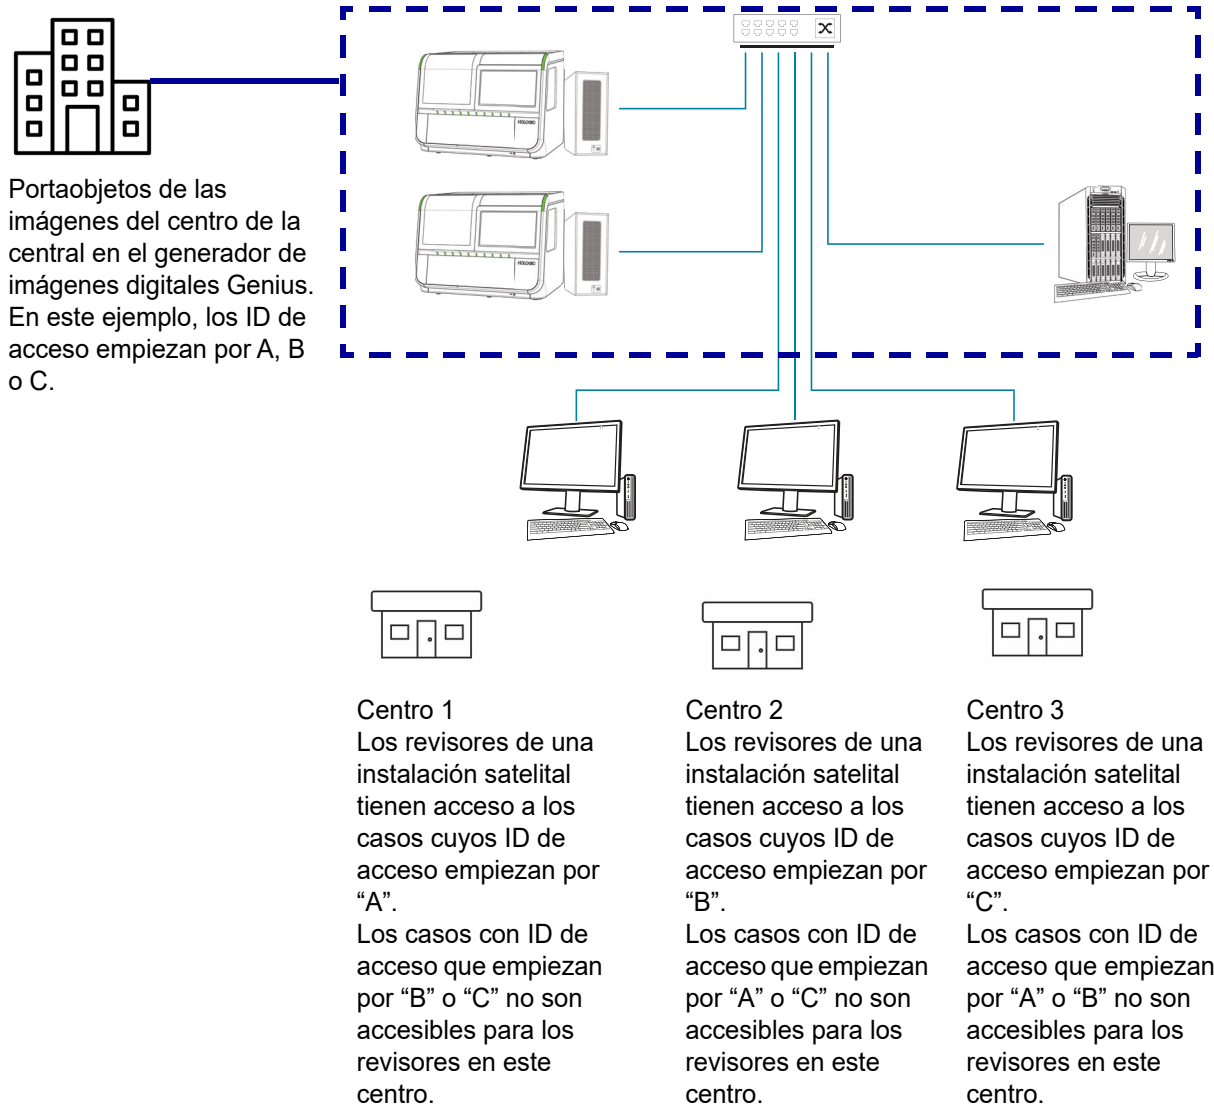 HOLOGIC
HOLOGIC
Portaobjetos de las
imágenes del centro de la
central en el generador de
imágenes digitales Genius.
En este ejemplo, los ID de
acceso empiezan por A, B
o C.
Centro 1
Los revisores de una
instalación satelital
tienen acceso a los
casos cuyos ID de
acceso empiezan por
“A”.
Los casos con ID de
acceso que empiezan
por “B” o “C” no son
accesibles para los
revisores en este
centro.
Centro 2
Los revisores de una
instalación satelital
tienen acceso a los
casos cuyos ID de
acceso empiezan por
“B”.
Los casos con ID de
acceso que empiezan
por “A” o “C” no son
accesibles para los
revisores en este
centro.
Centro 3
Los revisores de una
instalación satelital
tienen acceso a los
casos cuyos ID de
acceso empiezan por
“C”.
Los casos con ID de
acceso que empiezan
por “A” o “B” no son
accesibles para los
revisores en este
centro.